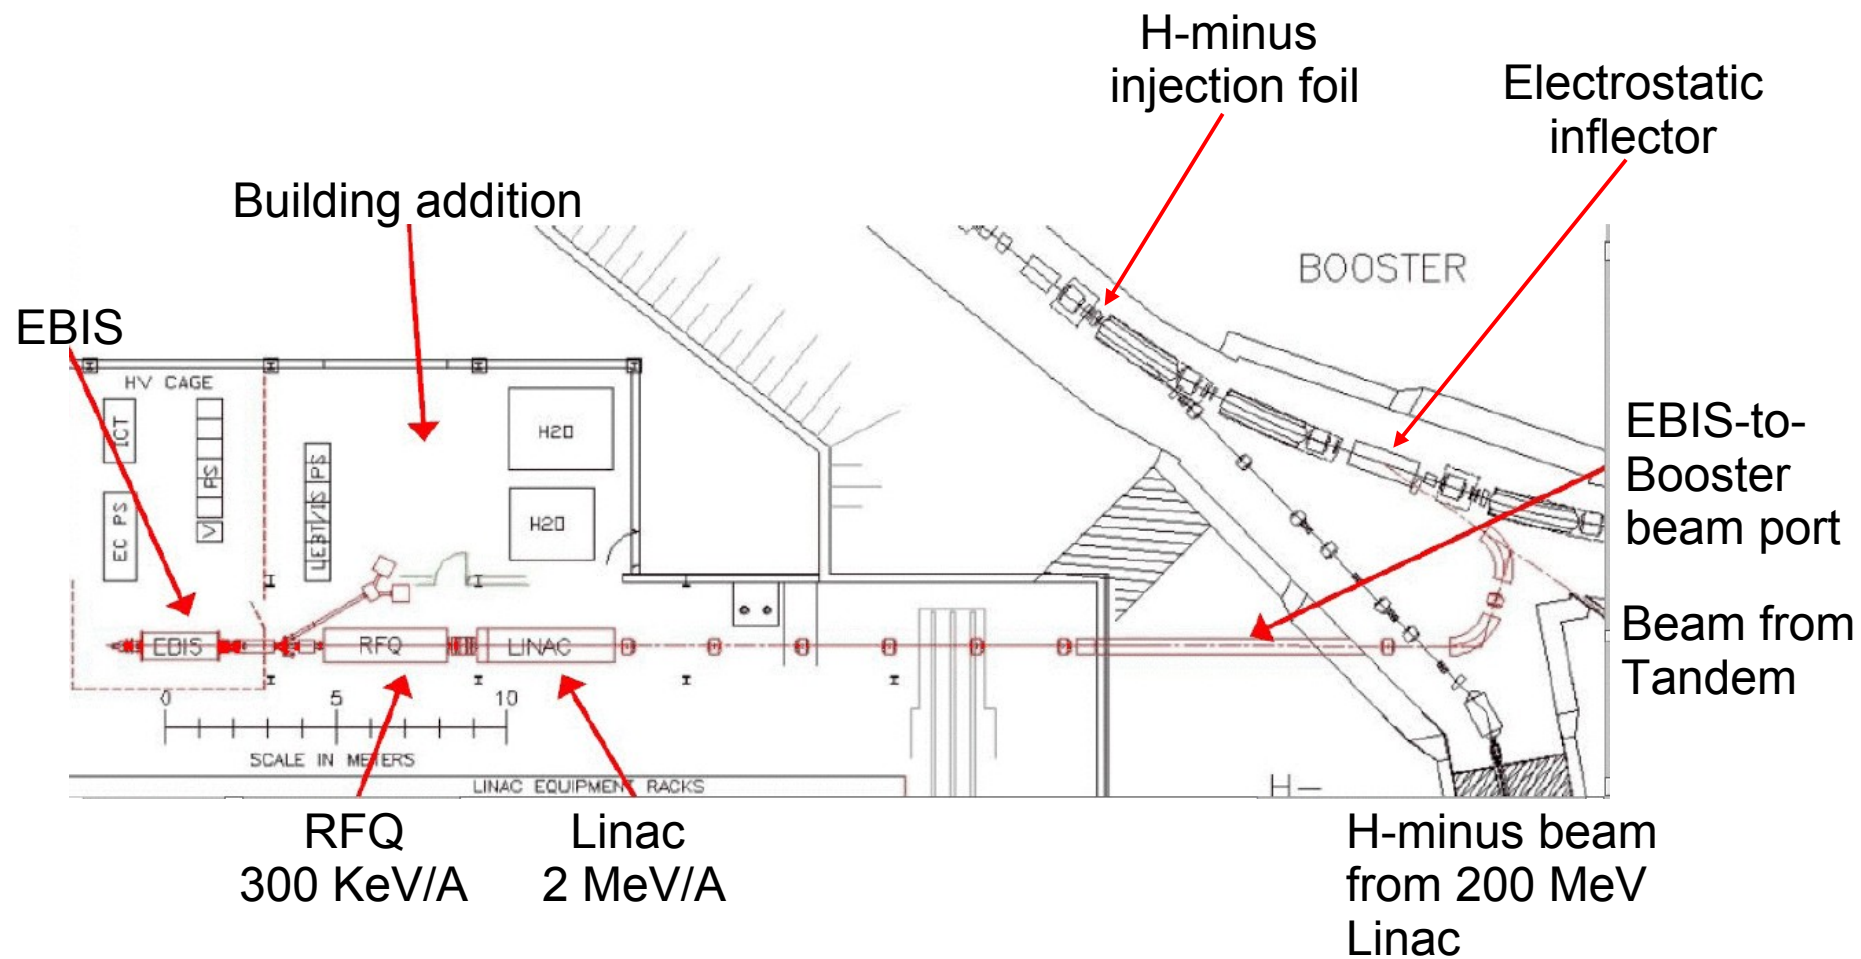 H-minus
injection foil
Electrostatic
inflector
Building addition
BOOSTER
EBIS
HV CAGE
ICT
PS
V
EC PS
LEBT/IS PS
H2O
H2O
EBIS-to-
Booster
beam port
Beam from
Tandem
EBIS
RFQ
LINAC
0
5
10
SCALE IN METERS
LINAC EQUIPMENT RACKS
H-
RFQ
300 KeV/A
Linac
2 MeV/A
H-minus beam
from 200 MeV
Linac